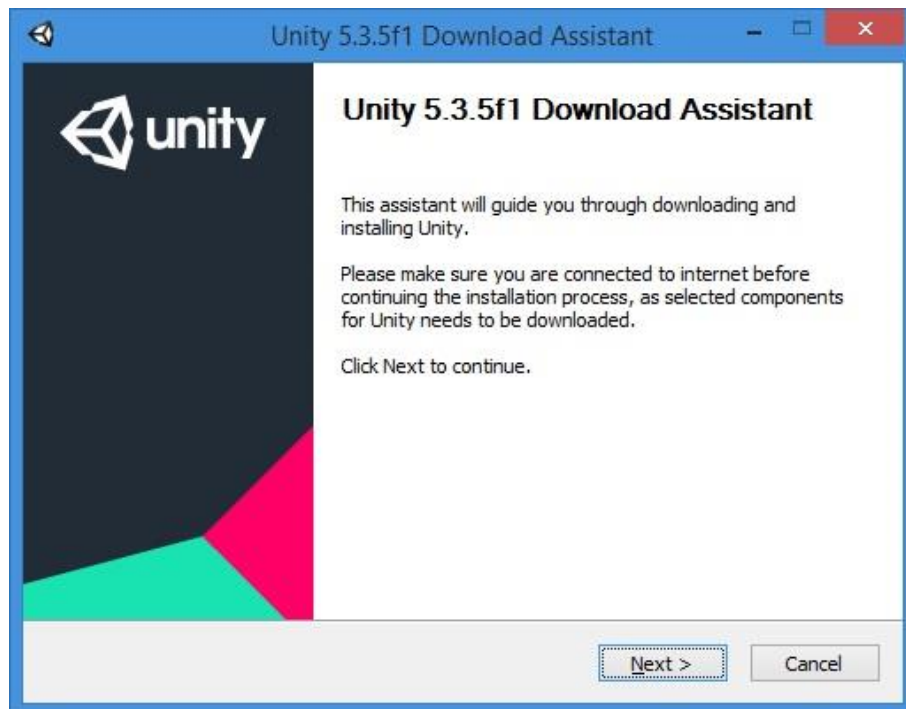 Unity 5.3.5f1 Download Assistant
unity
Unity 5.3.5f1 Download Assistant
This assistant will guide you through downloading and
installing Unity.
Please make sure you are connected to internet before
continuing the installation process, as selected components
for Unity needs to be downloaded.
Click Next to continue.
Next >
Cancel